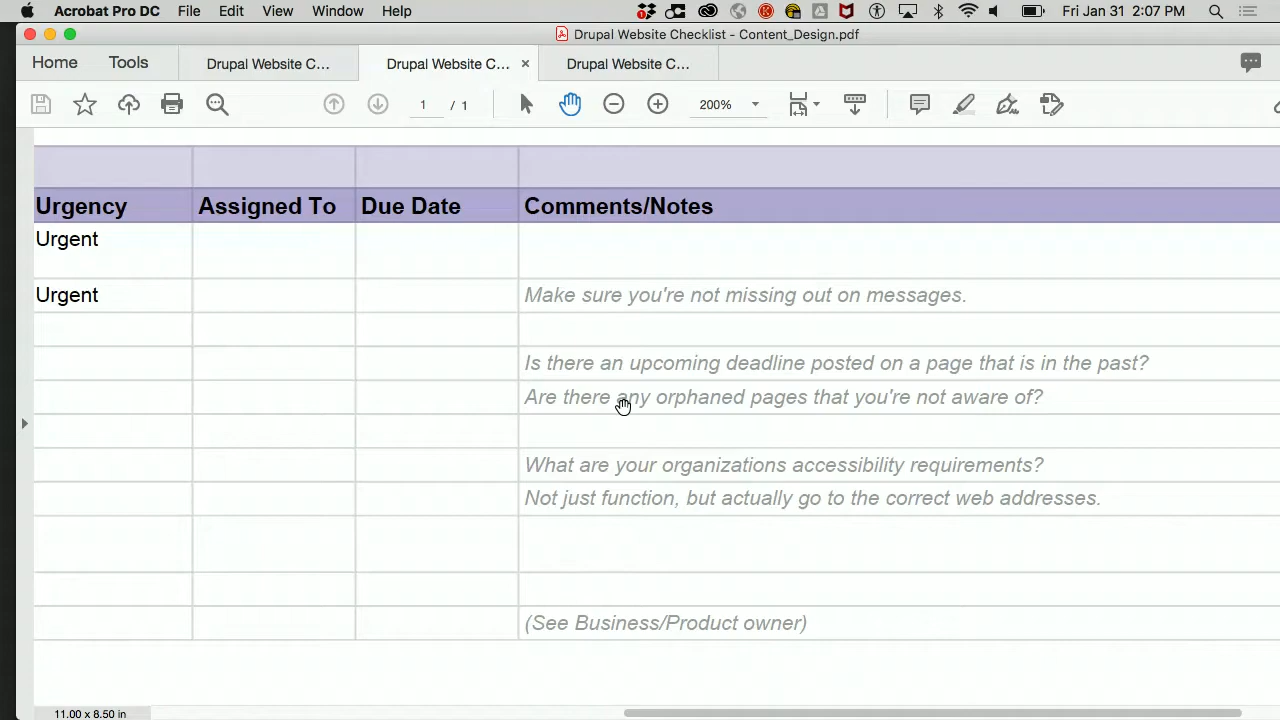 Acrobat Pro DC File Edit View Window Help Fri Jan 31 2:07 PM
Drupal Website Checklist - Content_Design.pdf
Home Tools Drupal Website C... Drupal Website C... × Drupal Website C...
1 / 1 200%
Urgency Assigned To Due Date Comments/Notes
Urgent
Urgent Make sure you're not missing out on messages.
Is there an upcoming deadline posted on a page that is in the past?
Are there any orphaned pages that you're not aware of?
What are your organizations accessibility requirements?
Not just function, but actually go to the correct web addresses.
(See Business/Product owner)
11.00 x 8.50 in